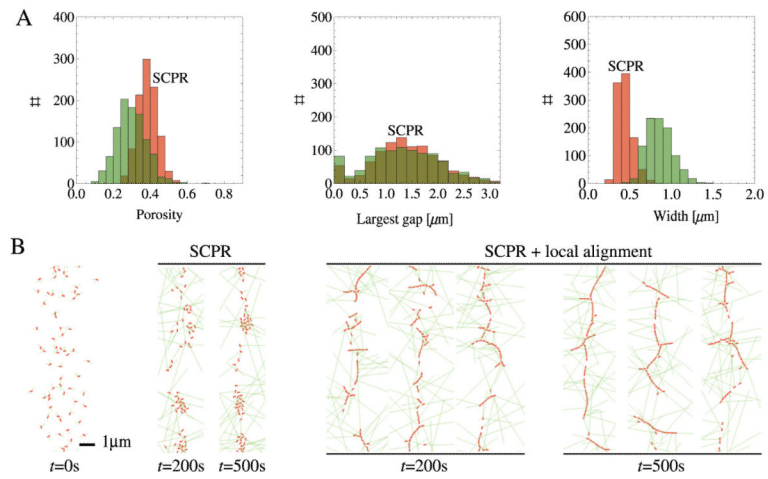 A
500
600
400
SCPR
400
500
SCPR
300
400
400
#
200
#
300
SCPR
#
300
200
200
100
100
100
0
0
0
0.0 0.2 0.4 0.6 0.8
0.0 0.5 1.0 1.5 2.0 2.5 3.0
0.0 0.5 1.0 1.5 2.0
Porosity
Largest gap [μm]
Width [μm]
B
SCPR
SCPR + local alignment
1μm
t=0s
t=200s
t=500s
t=200s
t=500s